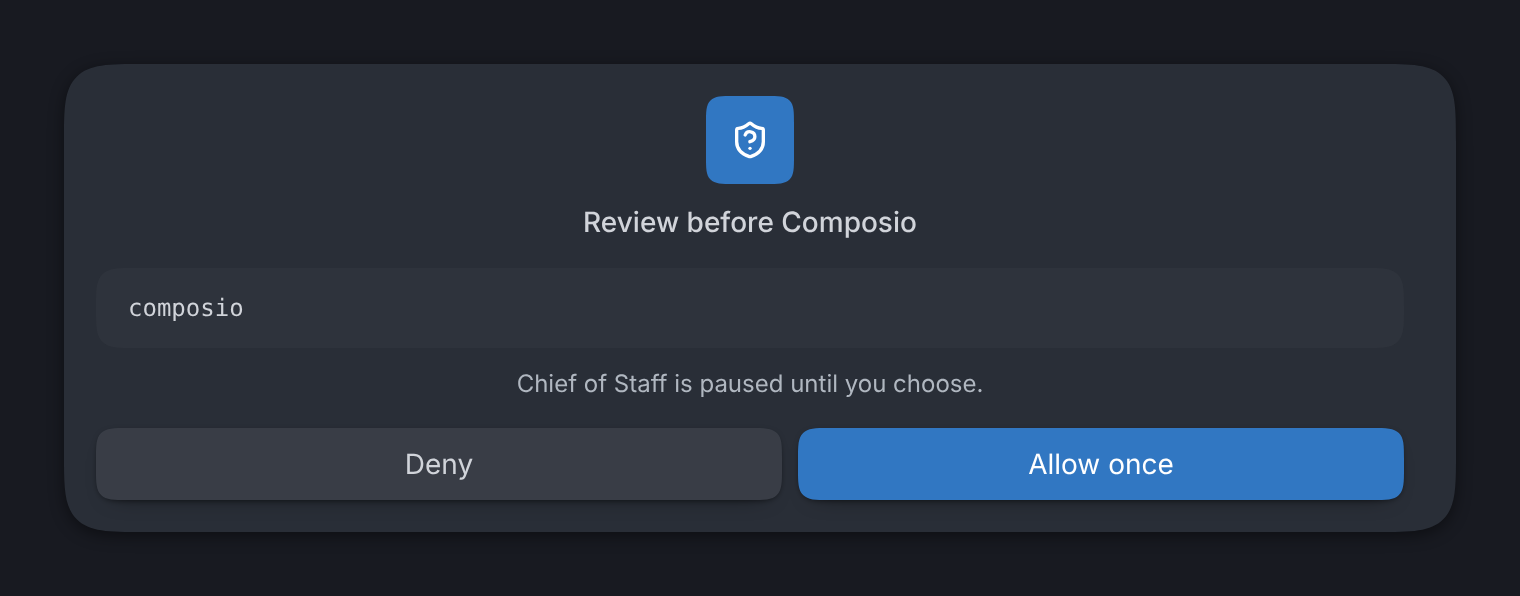 Review before Composio
composio
Chief of Staff is paused until you choose.
Deny
Allow once